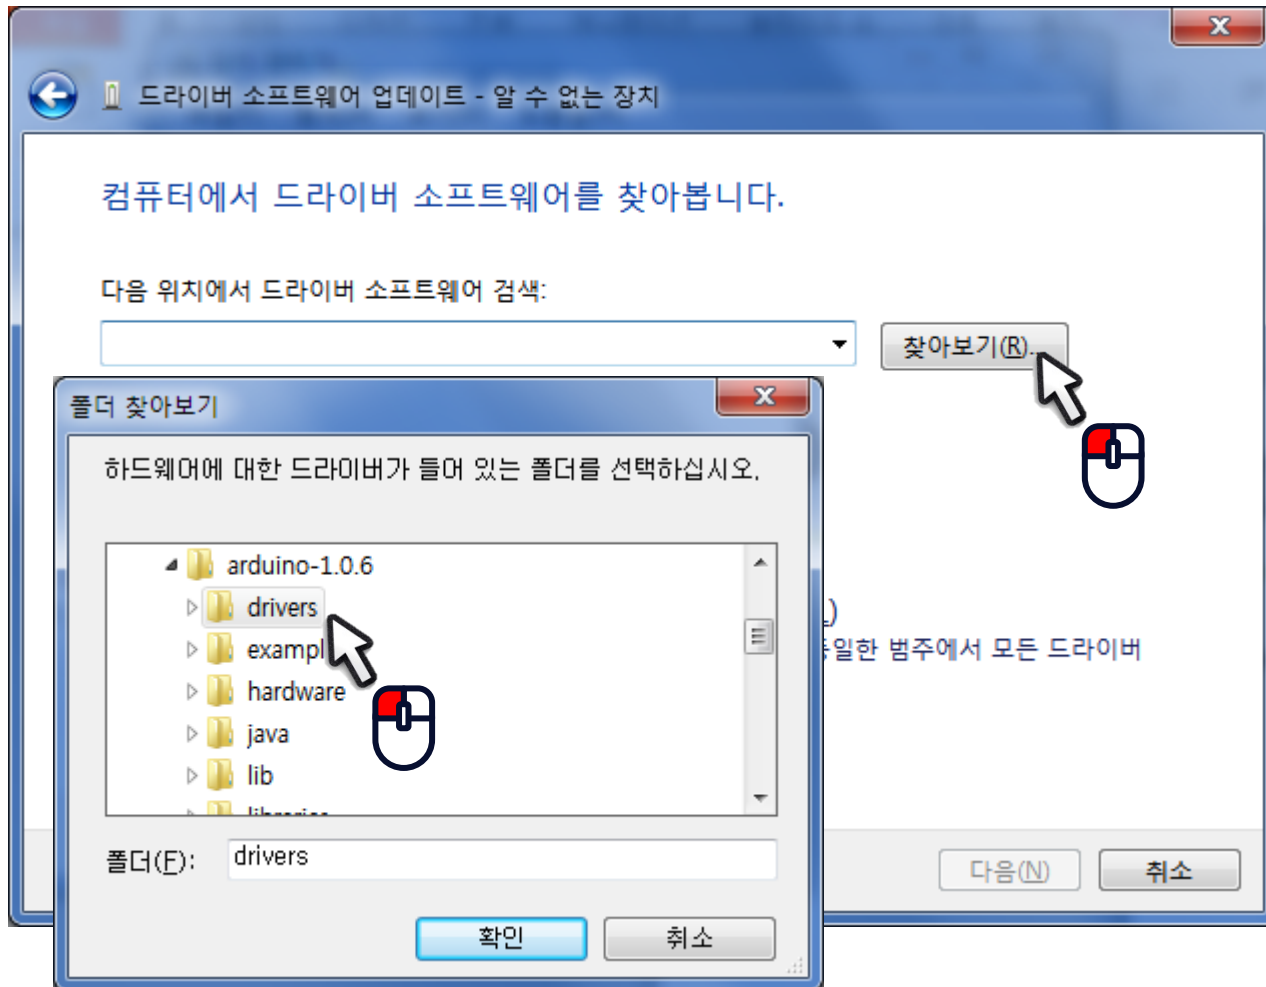 드라이버 소프트웨어 업데이트 - 알 수 없는 장치
컴퓨터에서 드라이버 소프트웨어를 찾아봅니다.
다음 위치에서 드라이버 소프트웨어 검색:
찾아보기(R)...
폴더 찾아보기
하드웨어에 대한 드라이버가 들어 있는 폴더를 선택하십시오.
arduino-1.0.6
drivers
hardware
java
lib
폴더(F): drivers
확인 취소
범주에서 모든 드라이버
다음(N) 취소